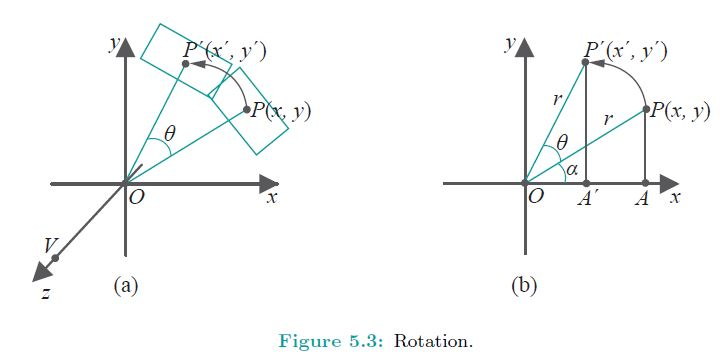 y P´(x´, y´)
P(x, y)
θ
O x
V
z
(a)
y P´(x´, y´)
r
r P(x, y)
θ
α
O A´ A x
(b)
Figure 5.3: Rotation.